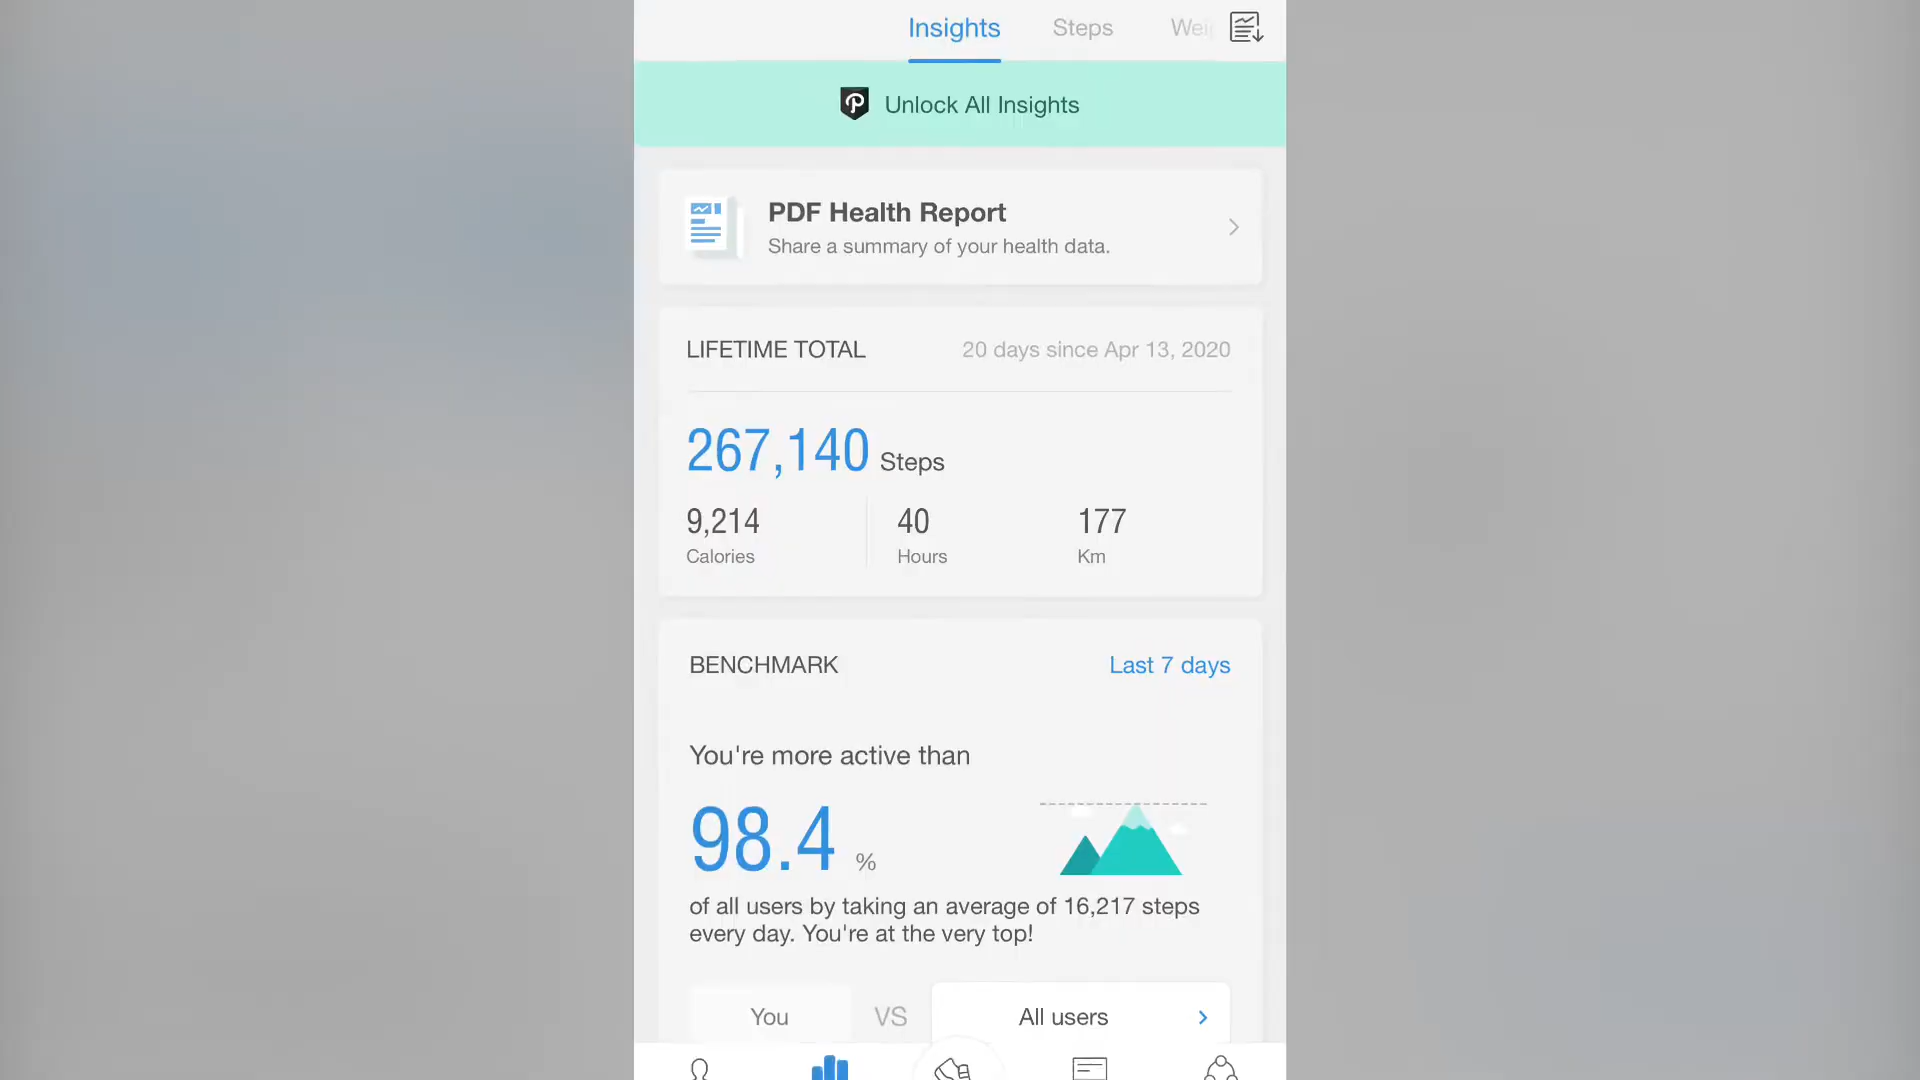 Insights Steps
Unlock All Insights
PDF Health Report
Share a summary of your health data.
LIFETIME TOTAL 20 days since Apr 13, 2020
267,140 Steps
9,214 40 177
Calories Hours Km
BENCHMARK Last 7 days
You're more active than
98.4 %
of all users by taking an average of 16,217 steps
every day. You're at the very top!
You VS All users